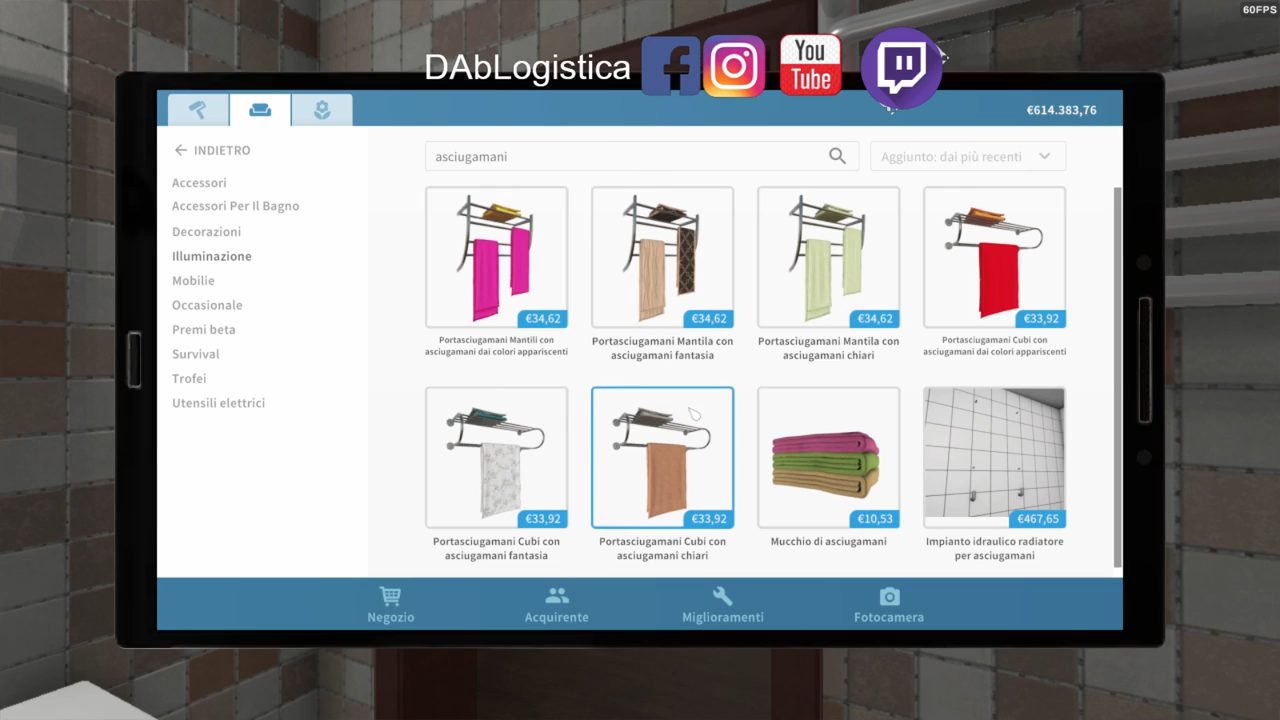 60FPS
DAbLogistica
You
Tube
€614.383,76
INDIETRO
asciugamani
Aggiunto: dai più recenti
Accessori
Accessori Per Il Bagno
Decorazioni
Illuminazione
Mobilie
Occasionale
Premi beta
Survival
Trofei
Utensili elettrici
€34,62
Portasciugamani Mantili con
asciugamani dai colori appariscenti
€34,62
Portasciugamani Mantila con
asciugamani fantasia
€34,62
Portasciugamani Mantila con
asciugamani chiari
€33,92
Portasciugamani Cubi con
asciugamani dai colori appariscenti
€33,92
Portasciugamani Cubi con
asciugamani fantasia
€33,92
Portasciugamani Cubi con
asciugamani chiari
€10,53
Mucchio di asciugamani
€467,65
Impianto idraulico radiatore
per asciugamani
Negozio
Acquirente
Miglioramenti
Fotocamera